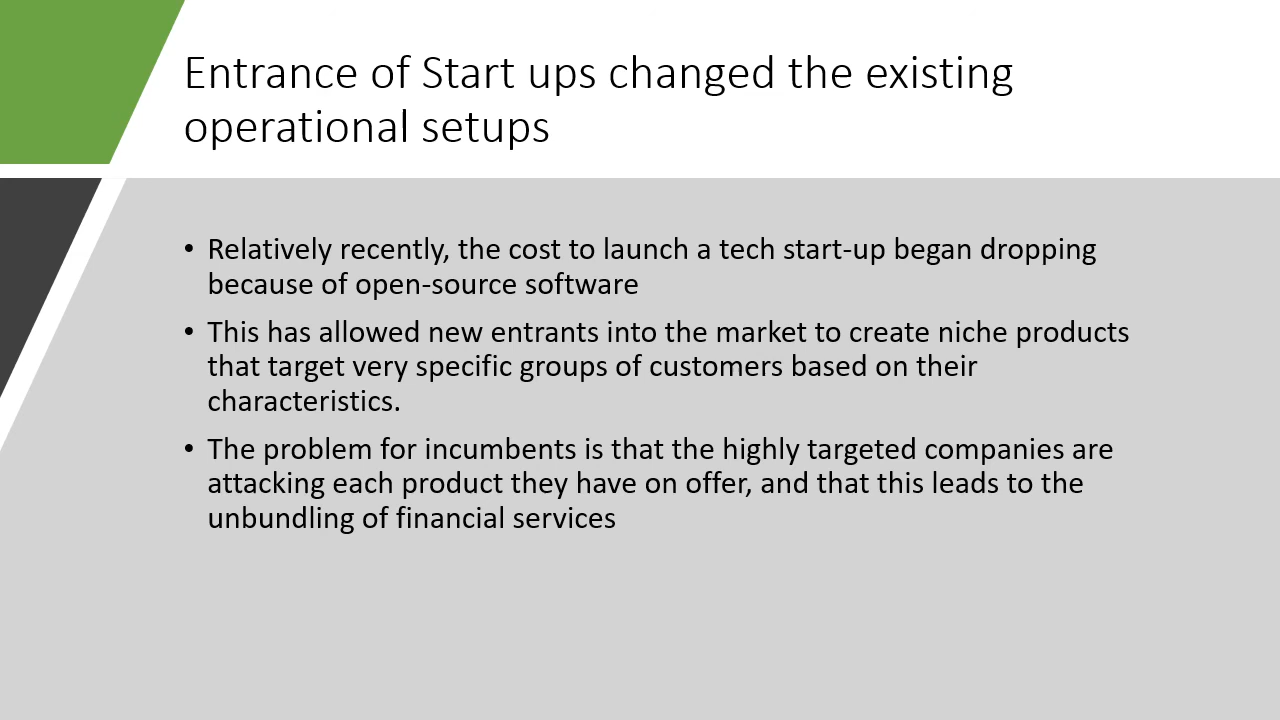 Entrance of Start ups changed the existing
operational setups
• Relatively recently, the cost to launch a tech start-up began dropping
because of open-source software
• This has allowed new entrants into the market to create niche products
that target very specific groups of customers based on their
characteristics.
• The problem for incumbents is that the highly targeted companies are
attacking each product they have on offer, and that this leads to the
unbundling of financial services